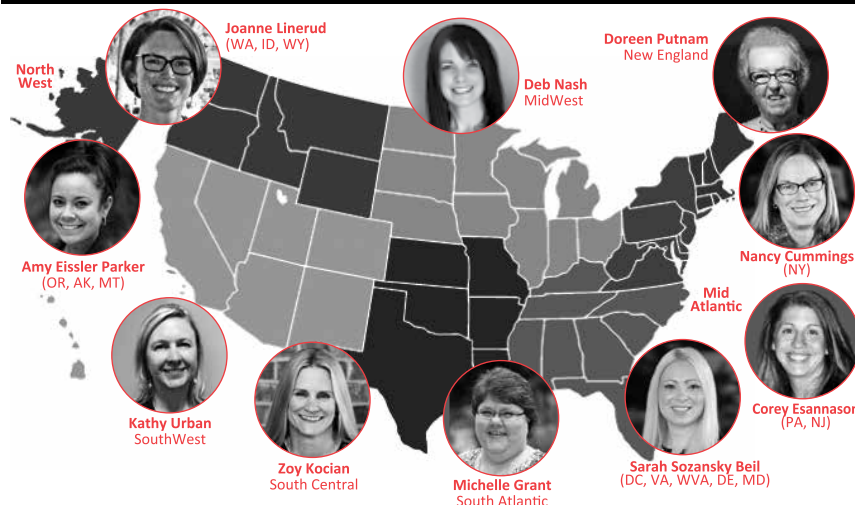 Joanne Linerud
(WA, ID, WY)
North
West
Deb Nash
MidWest
Doreen Putnam
New England
Amy Eissler Parker
(OR, AK, MT)
Nancy Cummings
(NY)
Mid
Atlantic
Kathy Urban
SouthWest
Corey Esannason
(PA, NJ)
Zoy Kocian
South Central
Michelle Grant
South Atlantic
Sarah Sozansky Beil
(DC, VA, WVA, DE, MD)